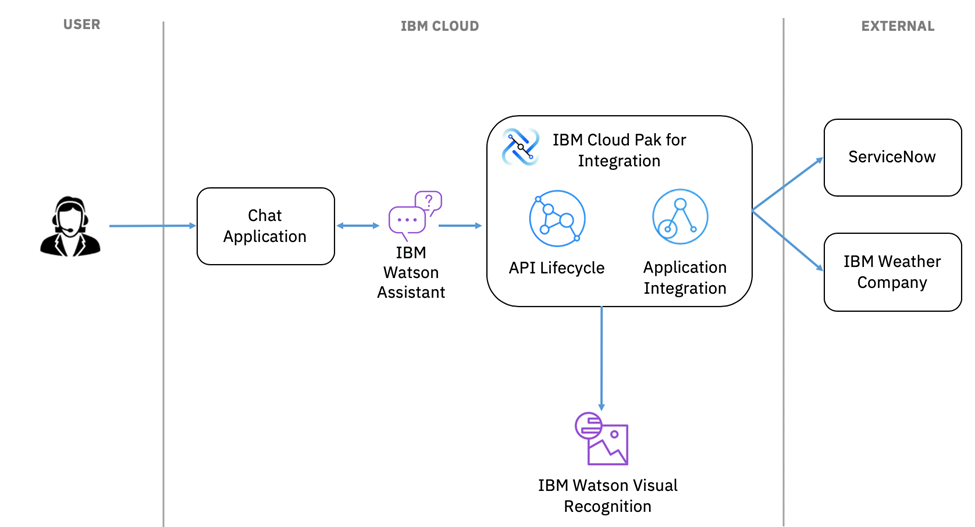 USER
IBM CLOUD
EXTERNAL
Chat
Application
IBM
Watson
Assistant
?
IBM Cloud Pak for
Integration
API Lifecycle
Application
Integration
ServiceNow
IBM Weather
Company
IBM Watson Visual
Recognition